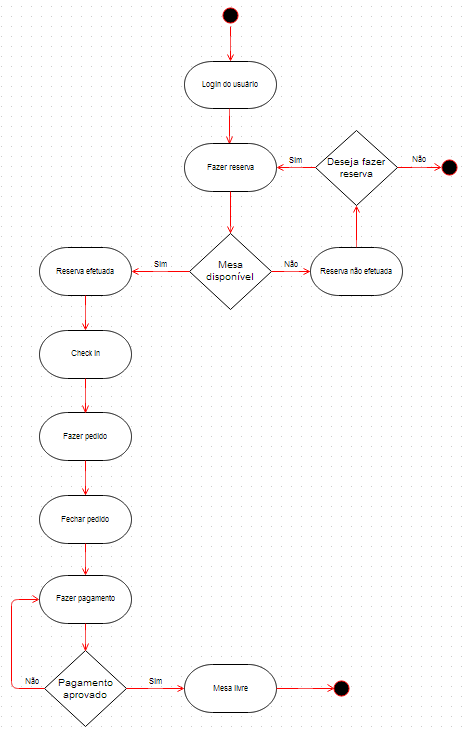 Login do usuário
Fazer reserva
Sim
Deseja fazer
reserva
Não
Reserva efetuada
Sim
Mesa
disponível
Não
Reserva não efetuada
Check in
Fazer pedido
Fechar pedido
Fazer pagamento
Não
Pagamento
aprovado
Sim
Mesa livre